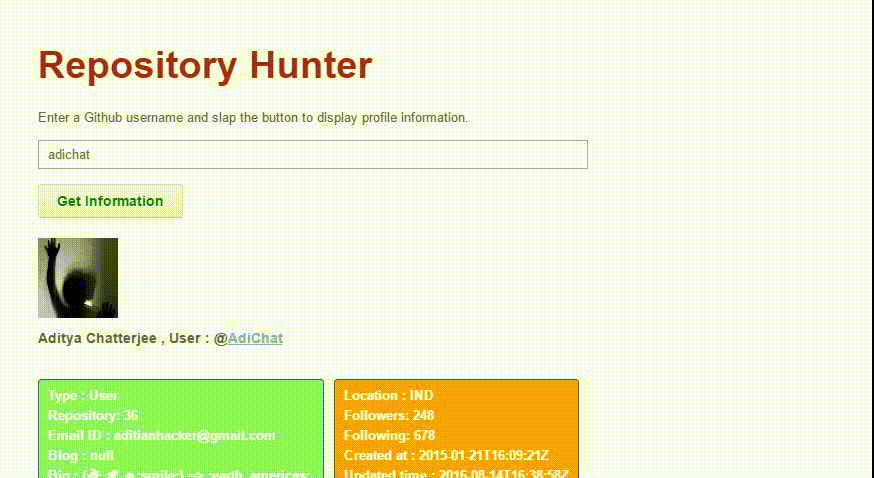 Repository Hunter
Enter a Github username and slap the button to display profile information.
adichat
Get Information
Aditya Chatterjee , User : @AdiChat
Type : User
Repository: 36
Email ID : aditianhacker@gmail.com
Blog : null
Bio : :smile:) => :earth_americas:
Location : IND
Followers: 248
Following: 678
Created at : 2015-01-21T16:09:21Z
Updated time : 2016-08-14T16:38:58Z